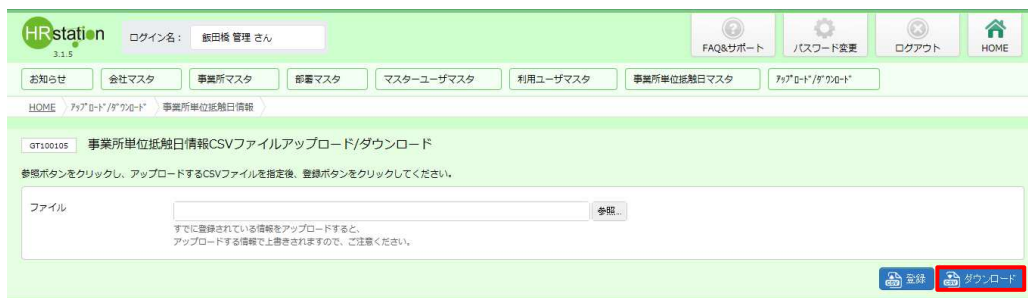 HRstation
3.1.5
ログイン名： 飯田橋 管理 さん
FAQ&サポート
パスワード変更
ログアウト
HOME
お知らせ
会社マスタ
事業所マスタ
部署マスタ
マスターユーザマスタ
利用ユーザマスタ
事業所単位抵触日マスタ
ｱｯﾌﾟﾛｰﾄﾞ/ﾀﾞｳﾝﾛｰﾄﾞ
HOME ｱｯﾌﾟﾛｰﾄﾞ/ﾀﾞｳﾝﾛｰﾄﾞ 事業所単位抵触日情報
GT100105 事業所単位抵触日情報CSVファイルアップロード/ダウンロード
参照ボタンをクリックし、アップロードするCSVファイルを指定後、登録ボタンをクリックしてください。
ファイル
参照...
すでに登録されている情報をアップロードすると、
アップロードする情報で上書きされますので、ご注意ください。
CSV 登録
CSV ダウンロード